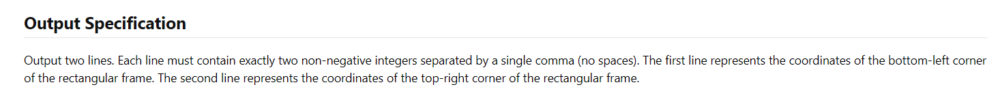 Output Specification
Output two lines. Each line must contain exactly two non-negative integers separated by a single comma (no spaces). The first line represents the coordinates of the bottom-left corner
of the rectangular frame. The second line represents the coordinates of the top-right corner of the rectangular frame.